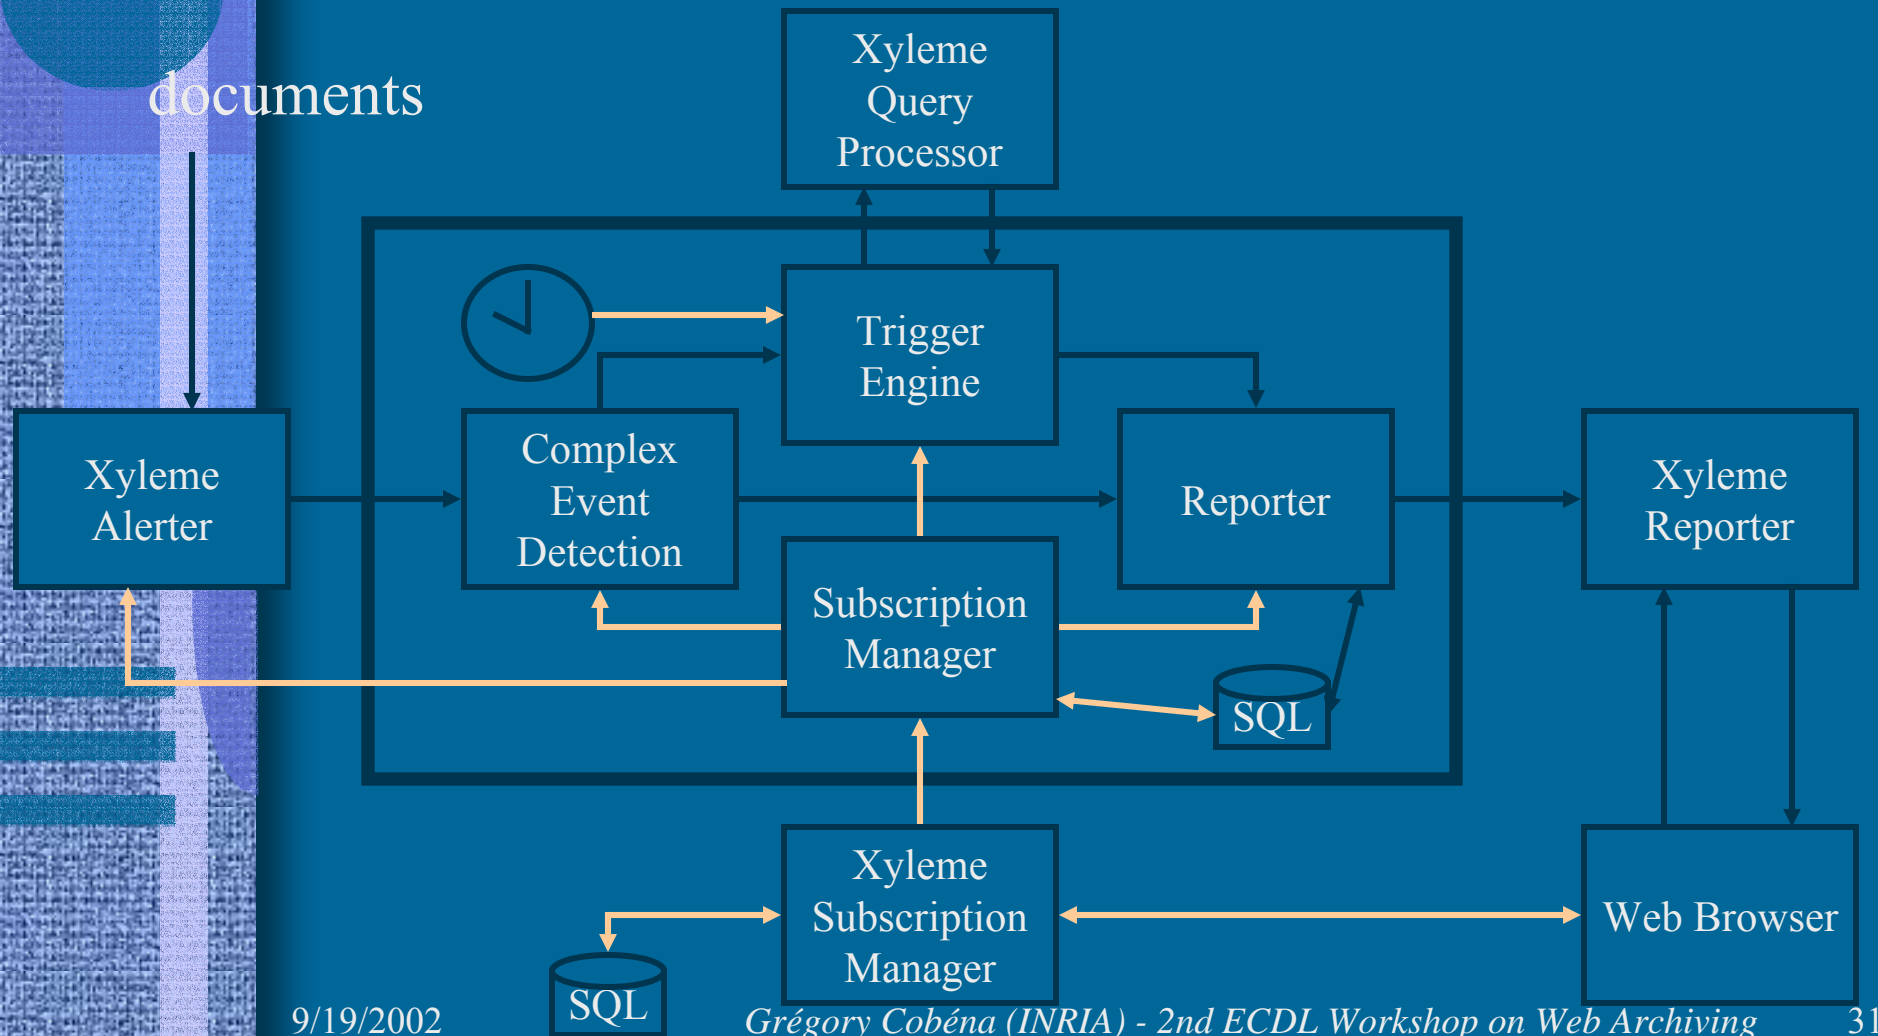 documents
Xyleme
Query
Processor
Trigger
Engine
Xyleme
Alerter
Complex
Event
Detection
Reporter
Xyleme
Reporter
Subscription
Manager
SQL
Xyleme
Subscription
Manager
Web Browser
SQL
9/19/2002
Grégory Cobéna (INRIA) - 2nd ECDL Workshop on Web Archiving
31